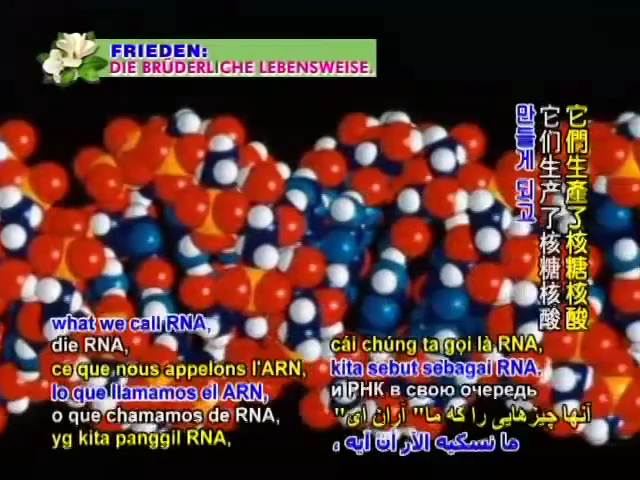 FRIEDEN:
DIE BRÜDERLICHE LEBENSWEISE,
它們生產了核糖核酸
它们生产了核糖核酸
만들게 되고
what we call RNA,
die RNA,
ce que nous appelons l'ARN,
lo que llamamos el ARN,
o que chamamos de RNA,
yg kita panggil RNA,
cái chúng ta gọi là RNA,
kita sebut sebagai RNA.
и РНК в свою очередь
آنها چیزهایی را که ما" آر ان ای"
ما نسميه الآر ان ايه ،